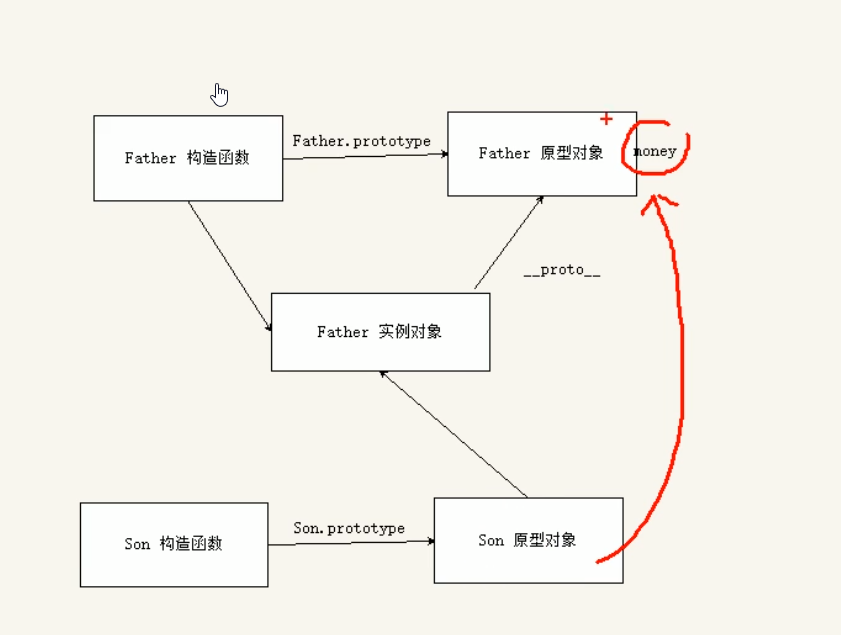 Father.prototype
Father 构造函数
Father 原型对象
money
__proto__
Father 实例对象
Son.prototype
Son 构造函数
Son 原型对象